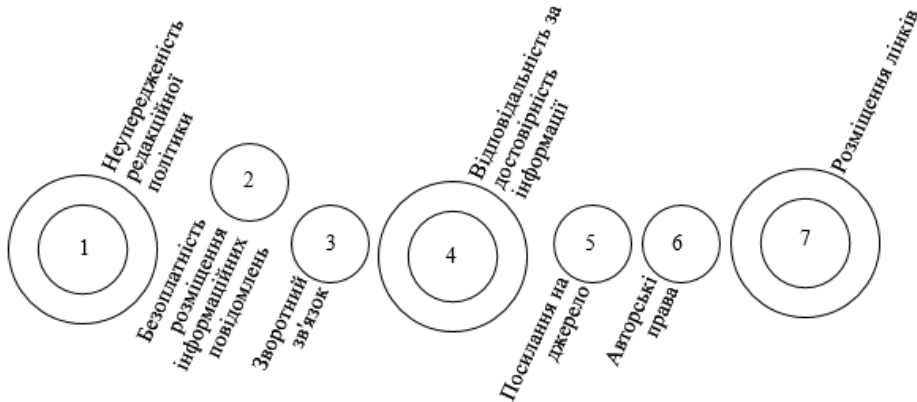 1
Неупередженість
редакційної
політики
2
Безоплатність
розміщення
інформаційних
повідомлень
3
Зворотний
зв'язок
4
Відповідальність за
достовірність
інформації
5
Посилання на
джерело
6
Авторські
права
7
Розміщення лінків